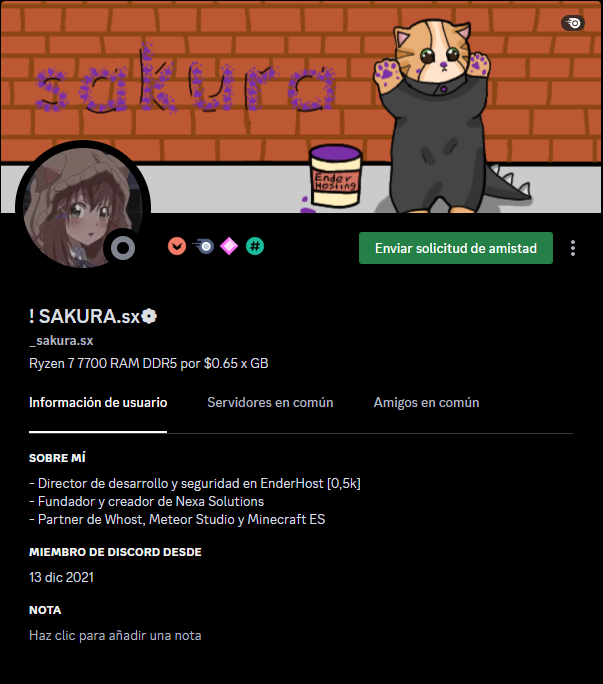 sakura
Ender
Hosting
Enviar solicitud de amistad
! SAKURA.sx
_sakura.sx
Ryzen 7 7700 RAM DDR5 por $0.65 x GB
Información de usuario
Servidores en común
Amigos en común
SOBRE MÍ
- Director de desarrollo y seguridad en EnderHost [0,5k]
- Fundador y creador de Nexa Solutions
- Partner de Whost, Meteor Studio y Minecraft ES
MIEMBRO DE DISCORD DESDE
13 dic 2021
NOTA
Haz clic para añadir una nota